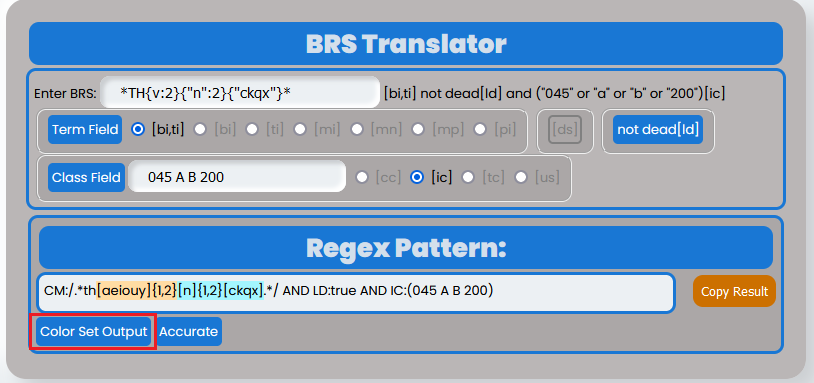 BRS Translator
Enter BRS: *TH{v:2}{"n":2}{"ckqx"}* [bi,ti] not dead[ld] and ("045" or "a" or "b" or "200")[ic]
Term Field [bi,ti] [bi] [ti] [mi] [mn] [mp] [pi] [ds] not dead[ld]
Class Field 045 A B 200 [cc] [ic] [tc] [us]
Regex Pattern:
CM:/.*th[aeiouy]{1,2}[n]{1,2}[ckqx].*/ AND LD:true AND IC:(045 A B 200) Copy Result
Color Set Output Accurate